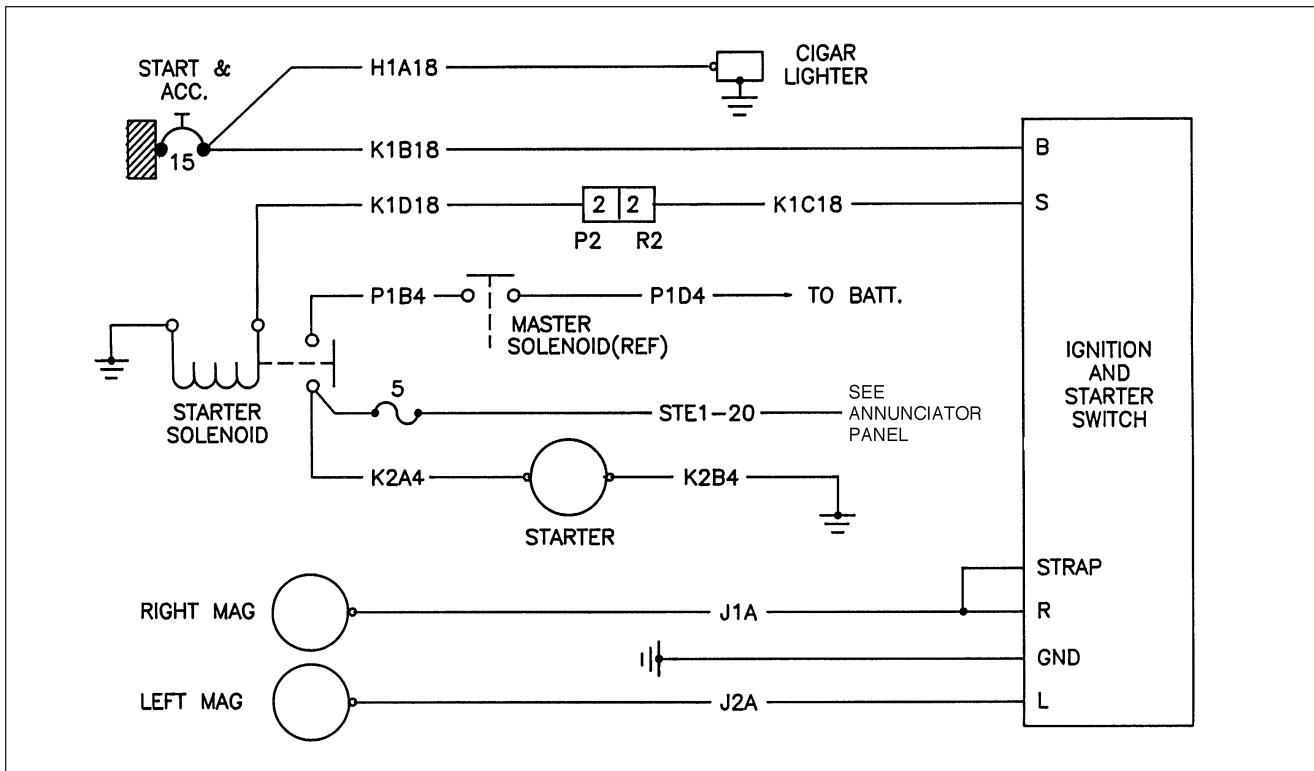 START &
ACC.
H1A18
CIGAR
LIGHTER
15
K1B18
B
K1D18
2 2
K1C18
S
P2 R2
P1B4
P1D4
TO BATT.
MASTER
SOLENOID(REF)
IGNITION
AND
STARTER
SWITCH
STARTER
SOLENOID
5
STE1-20
SEE
ANNUNCIATOR
PANEL
K2A4
K2B4
STARTER
STRAP
RIGHT MAG
J1A
R
GND
LEFT MAG
J2A
L